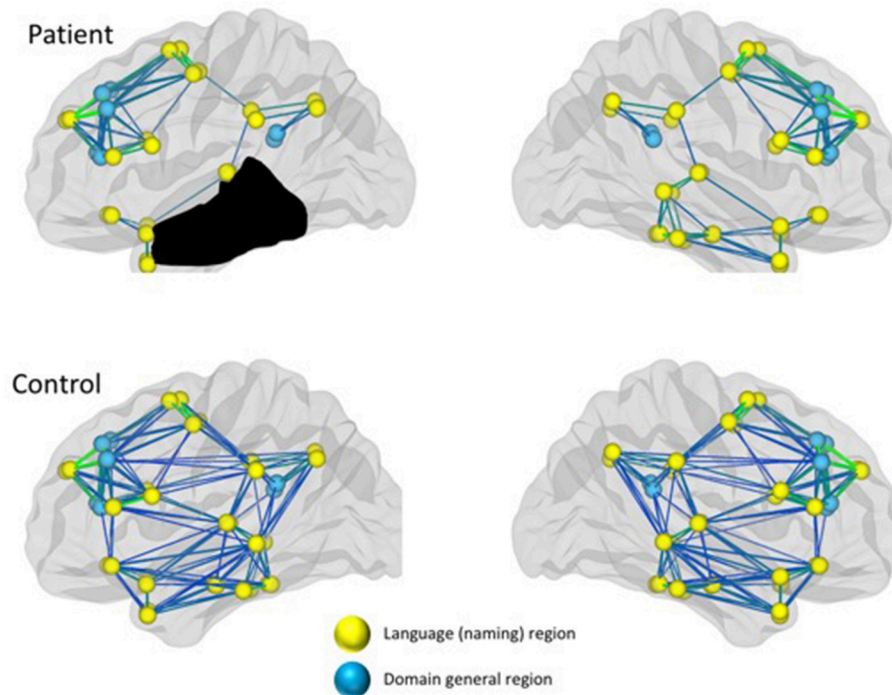 Patient
Control
Language (naming) region
Domain general region